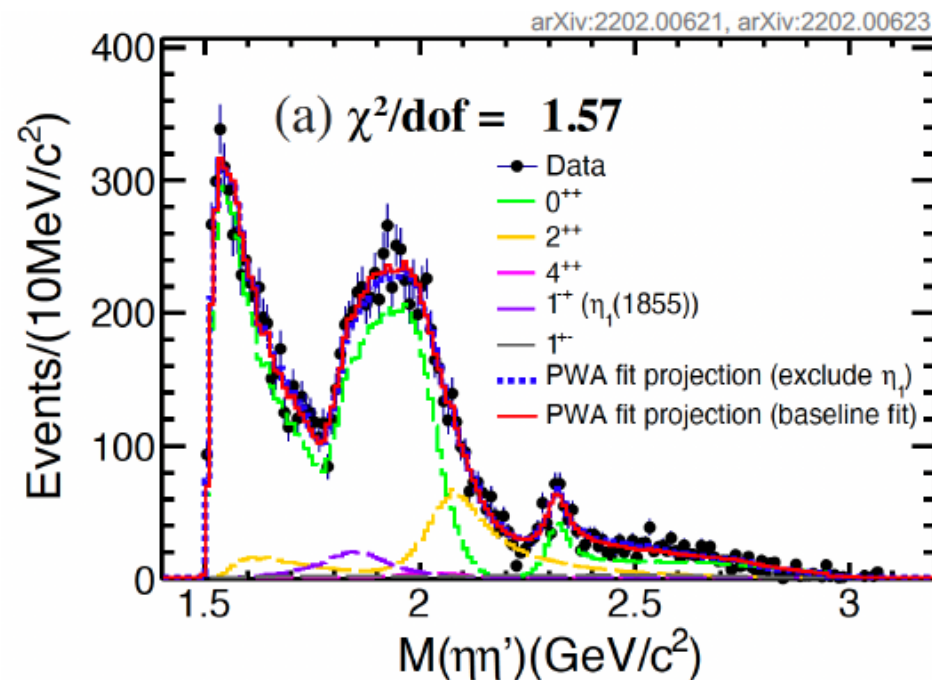 arXiv:2202.00621, arXiv:2202.00623
400
300
200
100
0
Events/(10MeV/c²)
(a) χ²/dof = 1.57
Data
0⁺⁺
2⁺⁺
4⁺⁺
1⁻⁺ (η₁(1855))
1⁺⁻
PWA fit projection (exclude η₁)
PWA fit projection (baseline fit)
1.5 2 2.5 3
M(ηη’)(GeV/c²)